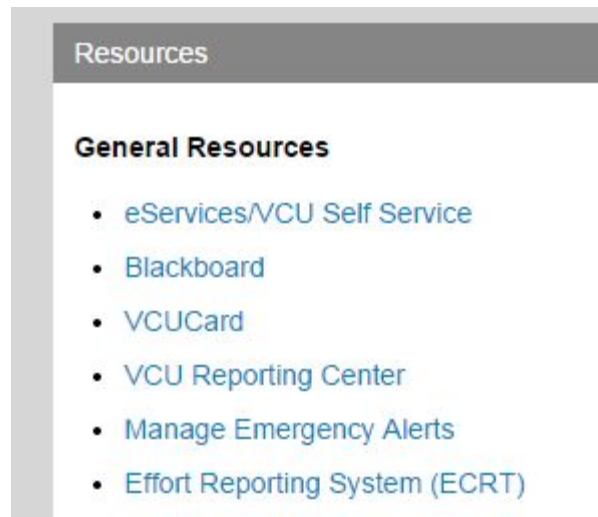 Resources
General Resources
eServices/VCU Self Service
Blackboard
VCUCard
VCU Reporting Center
Manage Emergency Alerts
Effort Reporting System (ECRT)